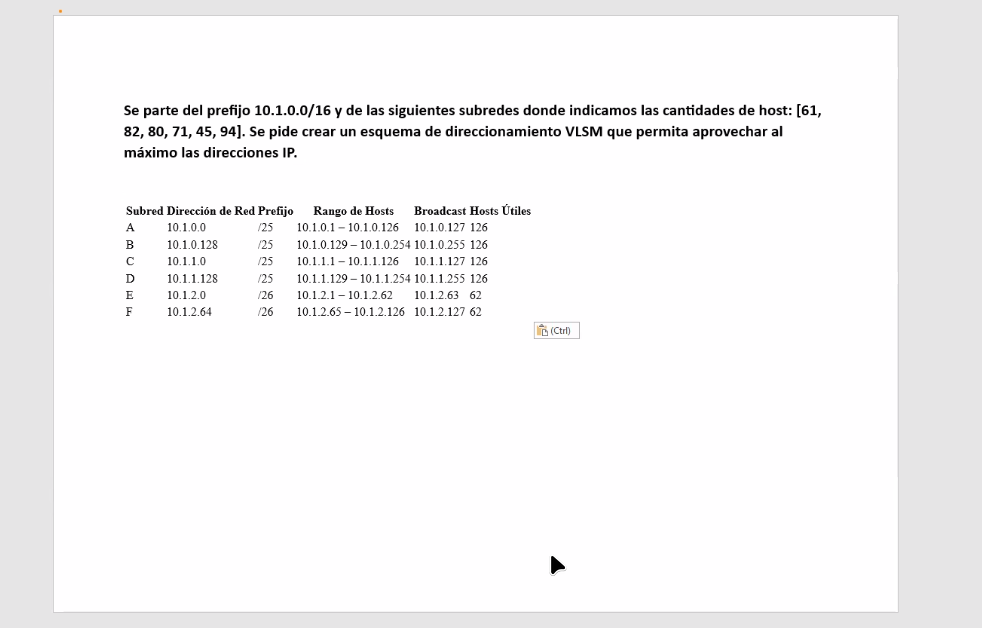 Se parte del prefijo 10.1.0.0/16 y de las siguientes subredes donde indicamos las cantidades de host: [61,
82, 80, 71, 45, 94]. Se pide crear un esquema de direccionamiento VLSM que permita aprovechar al
máximo las direcciones IP.
Subred Dirección de Red Prefijo Rango de Hosts Broadcast Hosts Útiles
A 10.1.0.0 /25 10.1.0.1 – 10.1.0.126 10.1.0.127 126
B 10.1.0.128 /25 10.1.0.129 – 10.1.0.254 10.1.0.255 126
C 10.1.1.0 /25 10.1.1.1 – 10.1.1.126 10.1.1.127 126
D 10.1.1.128 /25 10.1.1.129 – 10.1.1.254 10.1.1.255 126
E 10.1.2.0 /26 10.1.2.1 – 10.1.2.62 10.1.2.63 62
F 10.1.2.64 /26 10.1.2.65 – 10.1.2.126 10.1.2.127 62
(Ctrl)